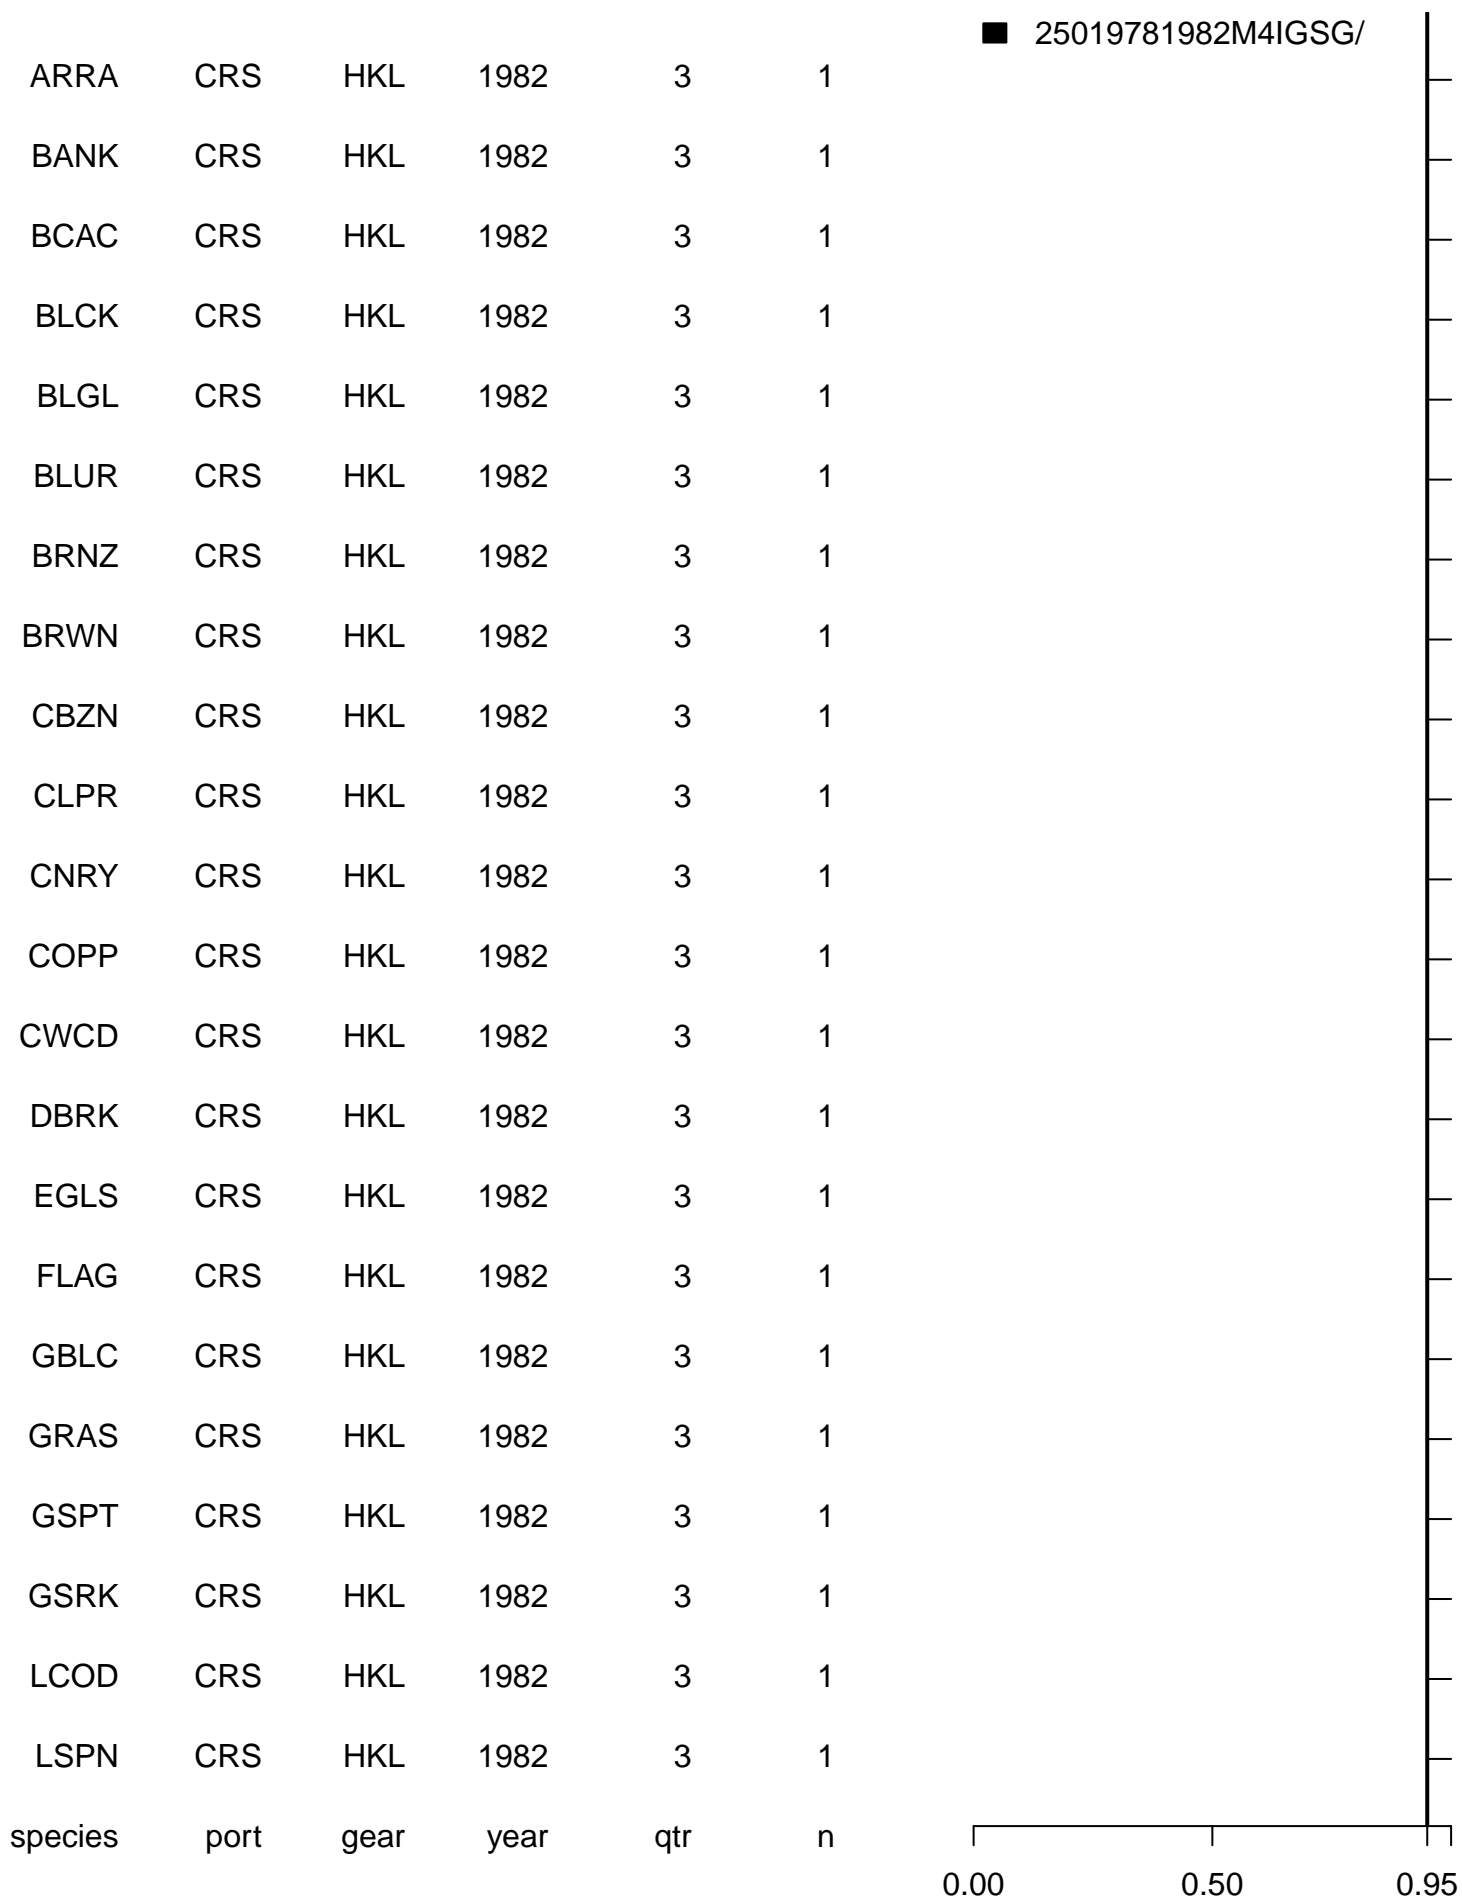 25019781982M4IGSG/
ARRA CRS HKL 1982 3 1
BANK CRS HKL 1982 3 1
BCAC CRS HKL 1982 3 1
BLCK CRS HKL 1982 3 1
BLGL CRS HKL 1982 3 1
BLUR CRS HKL 1982 3 1
BRNZ CRS HKL 1982 3 1
BRWN CRS HKL 1982 3 1
CBZN CRS HKL 1982 3 1
CLPR CRS HKL 1982 3 1
CNRY CRS HKL 1982 3 1
COPP CRS HKL 1982 3 1
CWCD CRS HKL 1982 3 1
DBRK CRS HKL 1982 3 1
EGLS CRS HKL 1982 3 1
FLAG CRS HKL 1982 3 1
GBLC CRS HKL 1982 3 1
GRAS CRS HKL 1982 3 1
GSPT CRS HKL 1982 3 1
GSRK CRS HKL 1982 3 1
LCOD CRS HKL 1982 3 1
LSPN CRS HKL 1982 3 1
species port gear year qtr n
0.00 0.50 0.95